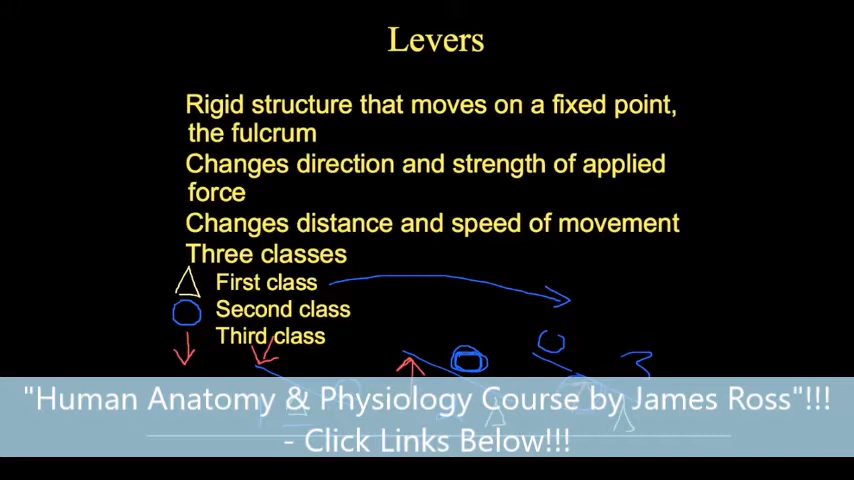 Levers
Rigid structure that moves on a fixed point,
the fulcrum
Changes direction and strength of applied
force
Changes distance and speed of movement
Three classes
First class
Second class
Third class
3
"Human Anatomy & Physiology Course by James Ross"!!!
- Click Links Below!!!